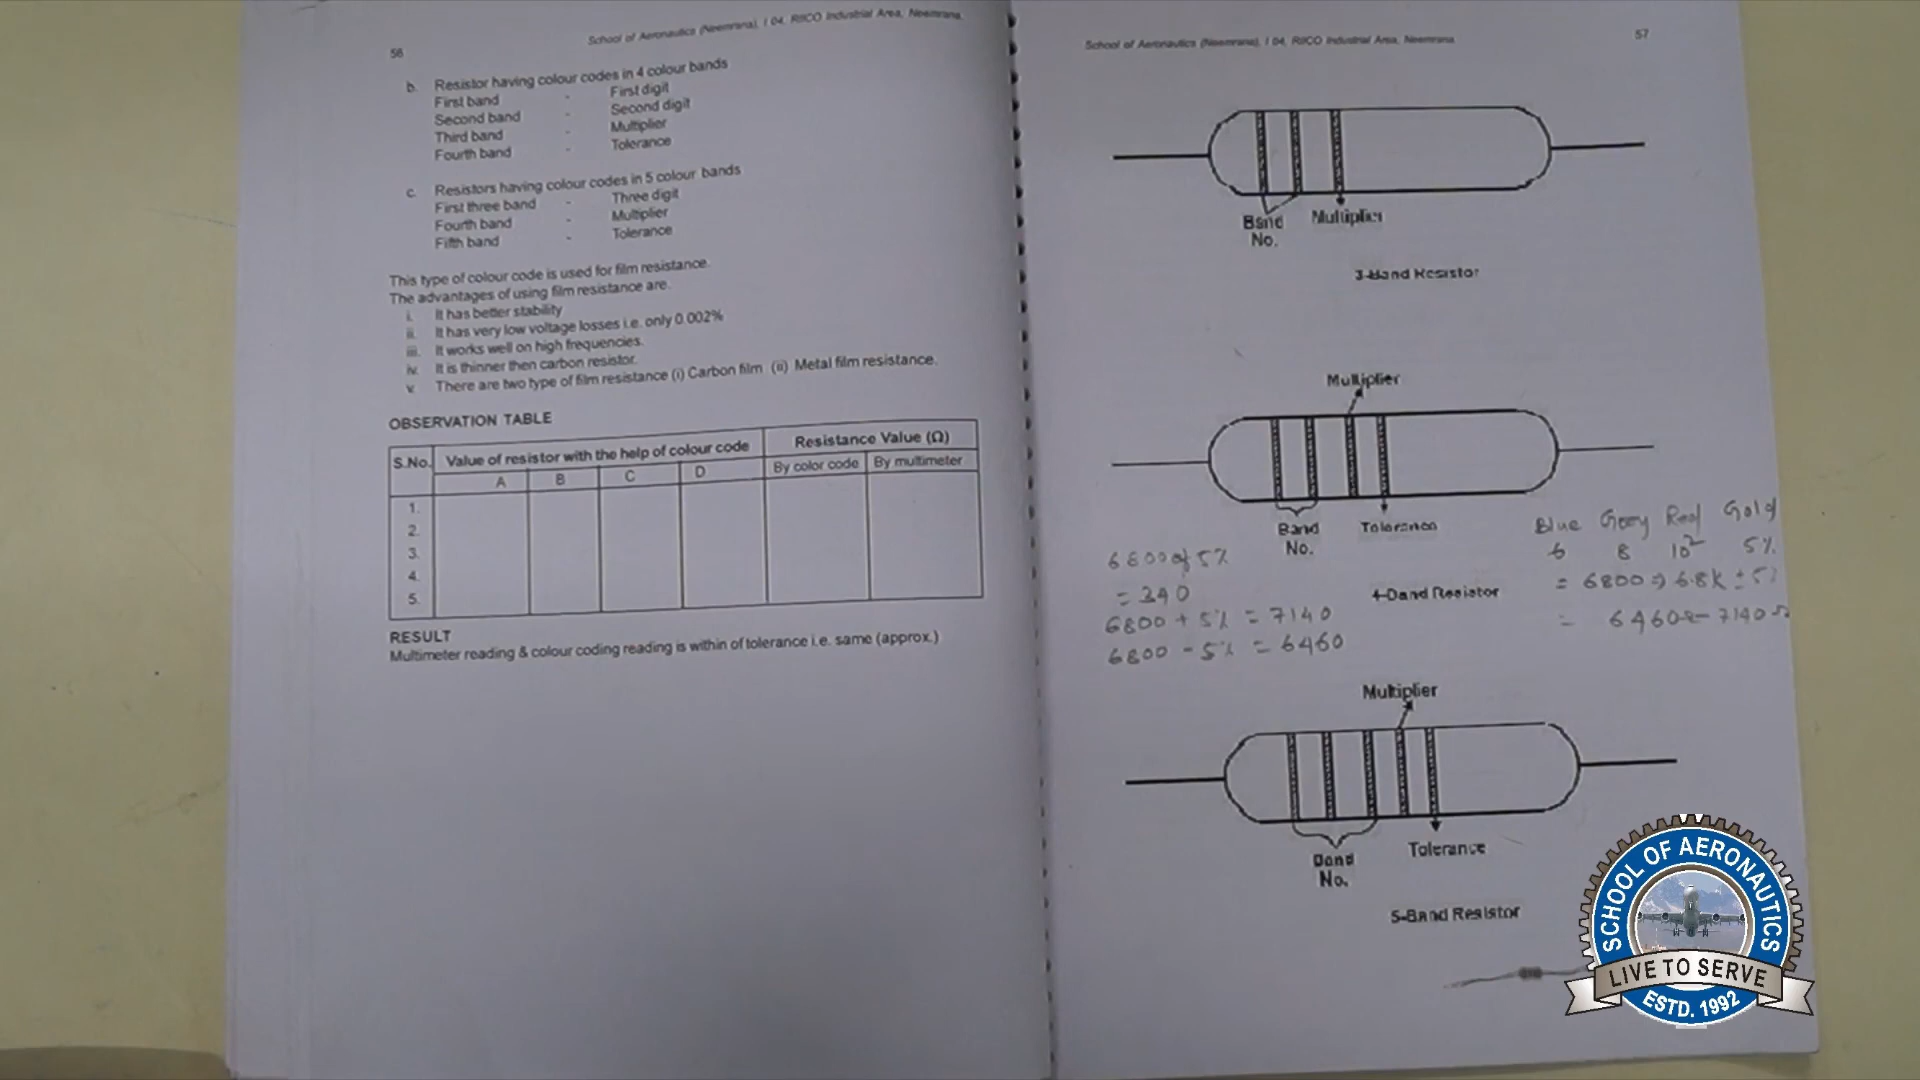 56
School of Aeronautics (Neemrana), I 04, RIICO Industrial Area, Neemrana.
b. Resistor having colour codes in 4 colour bands
First band - First digit
Second band - Second digit
Third band - Multiplier
Fourth band - Tolerance
c. Resistors having colour codes in 5 colour bands
First three band - Three digit
Fourth band - Multiplier
Fifth band - Tolerance
This type of colour code is used for film resistance.
The advantages of using film resistance are.
i. It has better stability
ii. It has very low voltage losses i.e. only 0.002%
iii. It works well on high frequencies.
iv. It is thinner then carbon resistor.
v. There are two type of film resistance (i) Carbon film (ii) Metal film resistance.
OBSERVATION TABLE
S.No. Value of resistor with the help of colour code Resistance Value (Ω)
A B C D By color code By multimeter
1.
2.
3.
4.
5.
RESULT
Multimeter reading & colour coding reading is within of tolerance i.e. same (approx.)
School of Aeronautics (Neemrana), I 04, RIICO Industrial Area, Neemrana
57
Band No. Multiplier
3-Band Resistor
Multiplier
Band No. Tolerance
4-Band Resistor
Blue Grey Red Gold
6 8 10² 5%
= 6800 => 6.8K ± 5%
= 6460Ω - 7140Ω
6800 of 5%
= 340
6800 + 5% = 7140
6800 - 5% = 6460
Multiplier
Band No. Tolerance
5-Band Resistor
SCHOOL OF AERONAUTICS
LIVE TO SERVE
ESTD. 1992